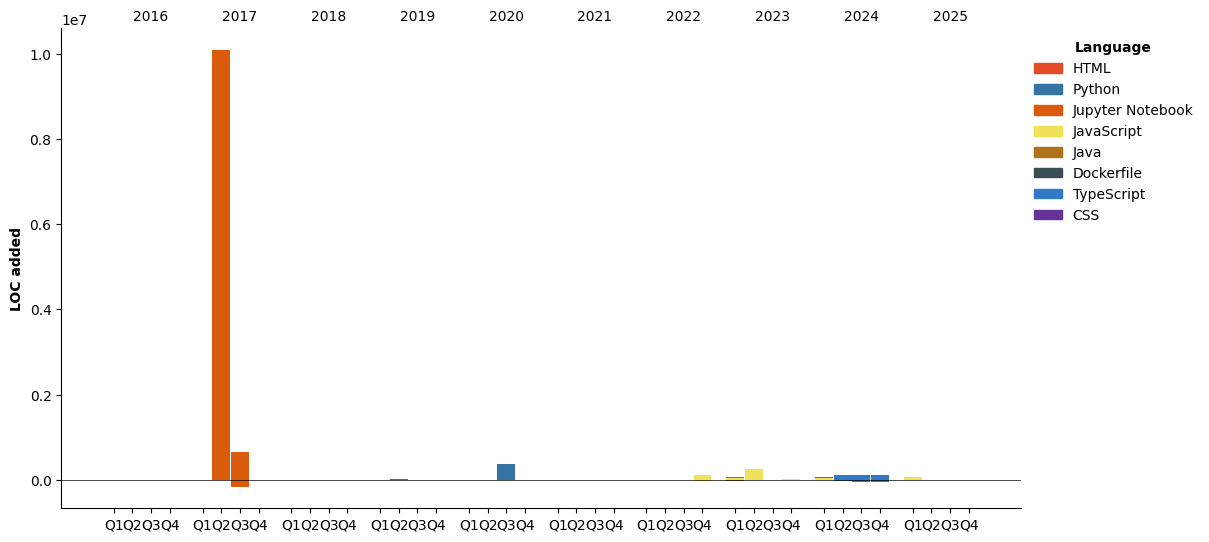 1e7
2016 2017 2018 2019 2020 2021 2022 2023 2024 2025
Language
HTML
Python
Jupyter Notebook
JavaScript
Java
Dockerfile
TypeScript
CSS
LOC added
1.0
0.8
0.6
0.4
0.2
0.0
Q1Q2Q3Q4 Q1Q2Q3Q4 Q1Q2Q3Q4 Q1Q2Q3Q4 Q1Q2Q3Q4 Q1Q2Q3Q4 Q1Q2Q3Q4 Q1Q2Q3Q4 Q1Q2Q3Q4 Q1Q2Q3Q4